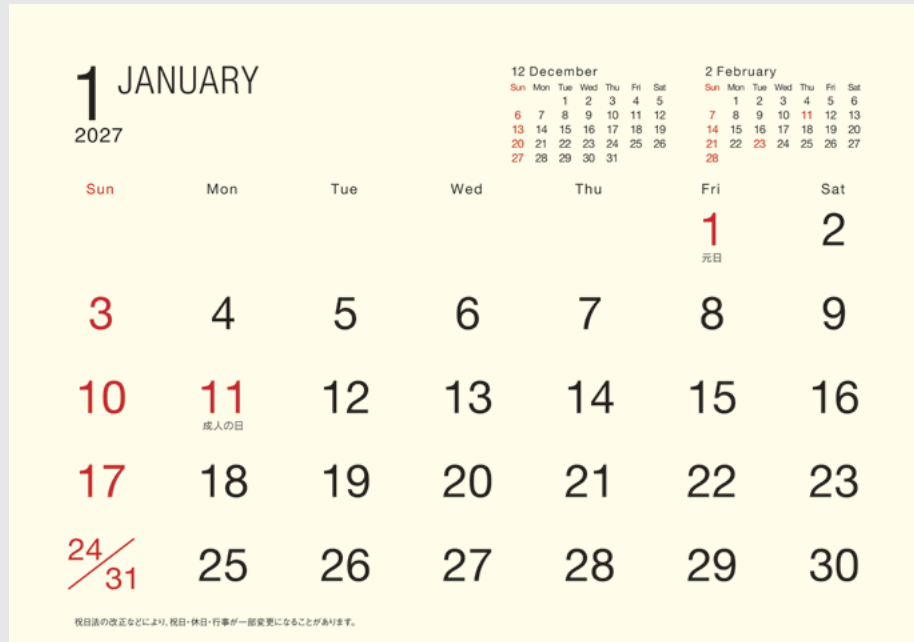 1 JANUARY
2027
12 December
Sun Mon Tue Wed Thu Fri Sat
1 2 3 4 5
6 7 8 9 10 11 12
13 14 15 16 17 18 19
20 21 22 23 24 25 26
27 28 29 30 31
2 February
Sun Mon Tue Wed Thu Fri Sat
1 2 3 4 5 6
7 8 9 10 11 12 13
14 15 16 17 18 19 20
21 22 23 24 25 26 27
28
Sun Mon Tue Wed Thu Fri Sat
1 2
元日
3 4 5 6 7 8 9
10 11 12 13 14 15 16
成人の日
17 18 19 20 21 22 23
24/31 25 26 27 28 29 30
祝日法の改正などにより、祝日・休日・行事が一部変更になることがあります。